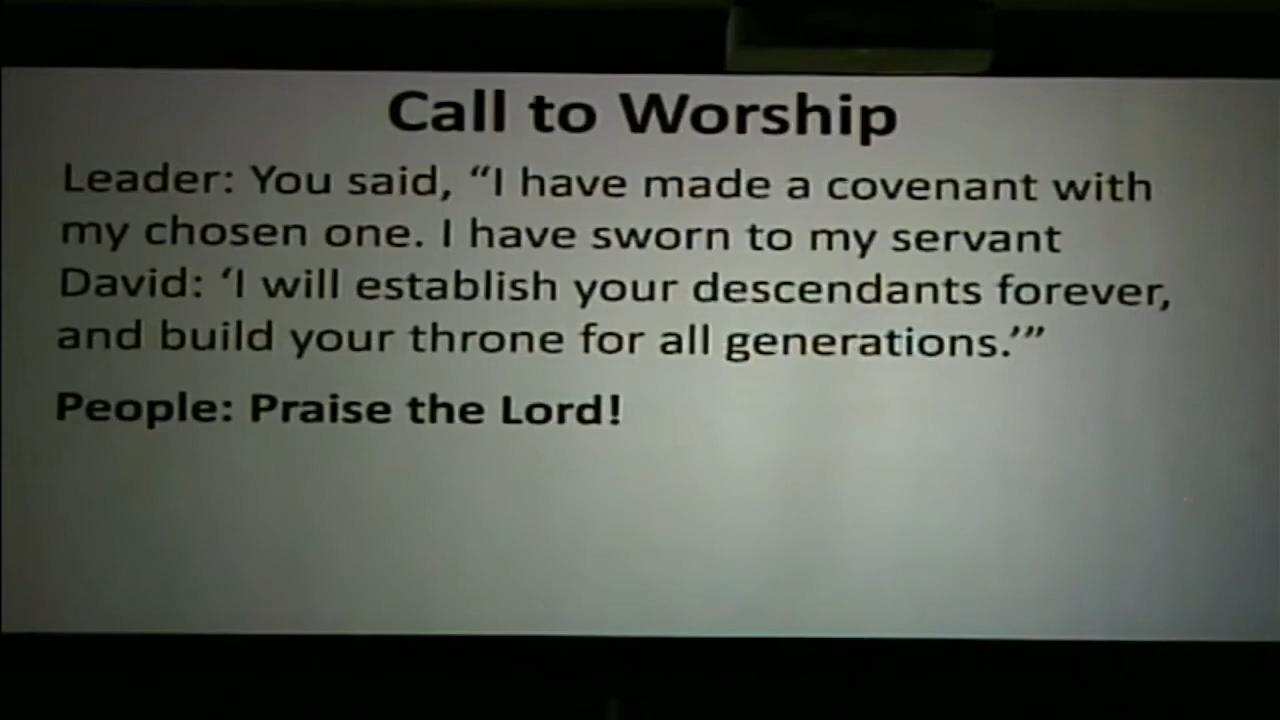 Call to Worship
Leader: You said, “I have made a covenant with
my chosen one. I have sworn to my servant
David: ‘I will establish your descendants forever,
and build your throne for all generations.’”
People: Praise the Lord!